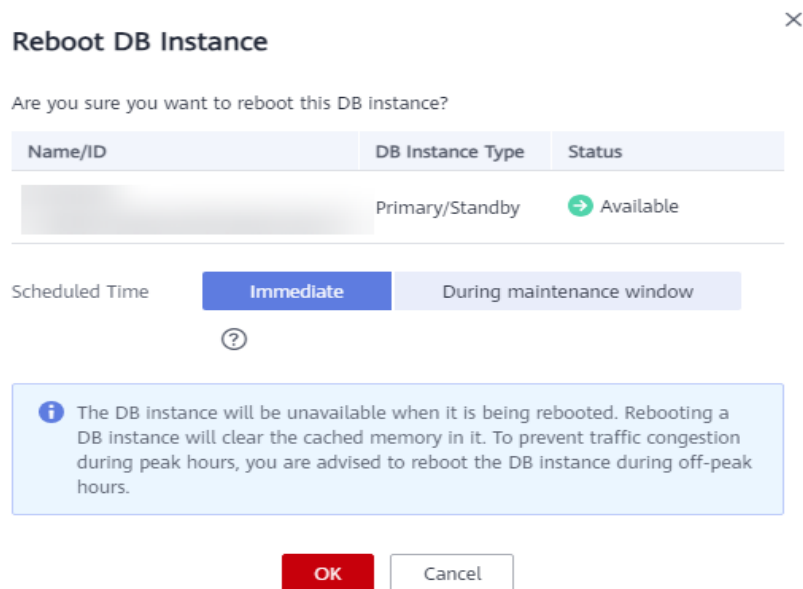 Reboot DB Instance
Are you sure you want to reboot this DB instance?
Name/ID DB Instance Type Status
Primary/Standby Available
Scheduled Time Immediate During maintenance window
?
The DB instance will be unavailable when it is being rebooted. Rebooting a
DB instance will clear the cached memory in it. To prevent traffic congestion
during peak hours, you are advised to reboot the DB instance during off-peak
hours.
OK Cancel